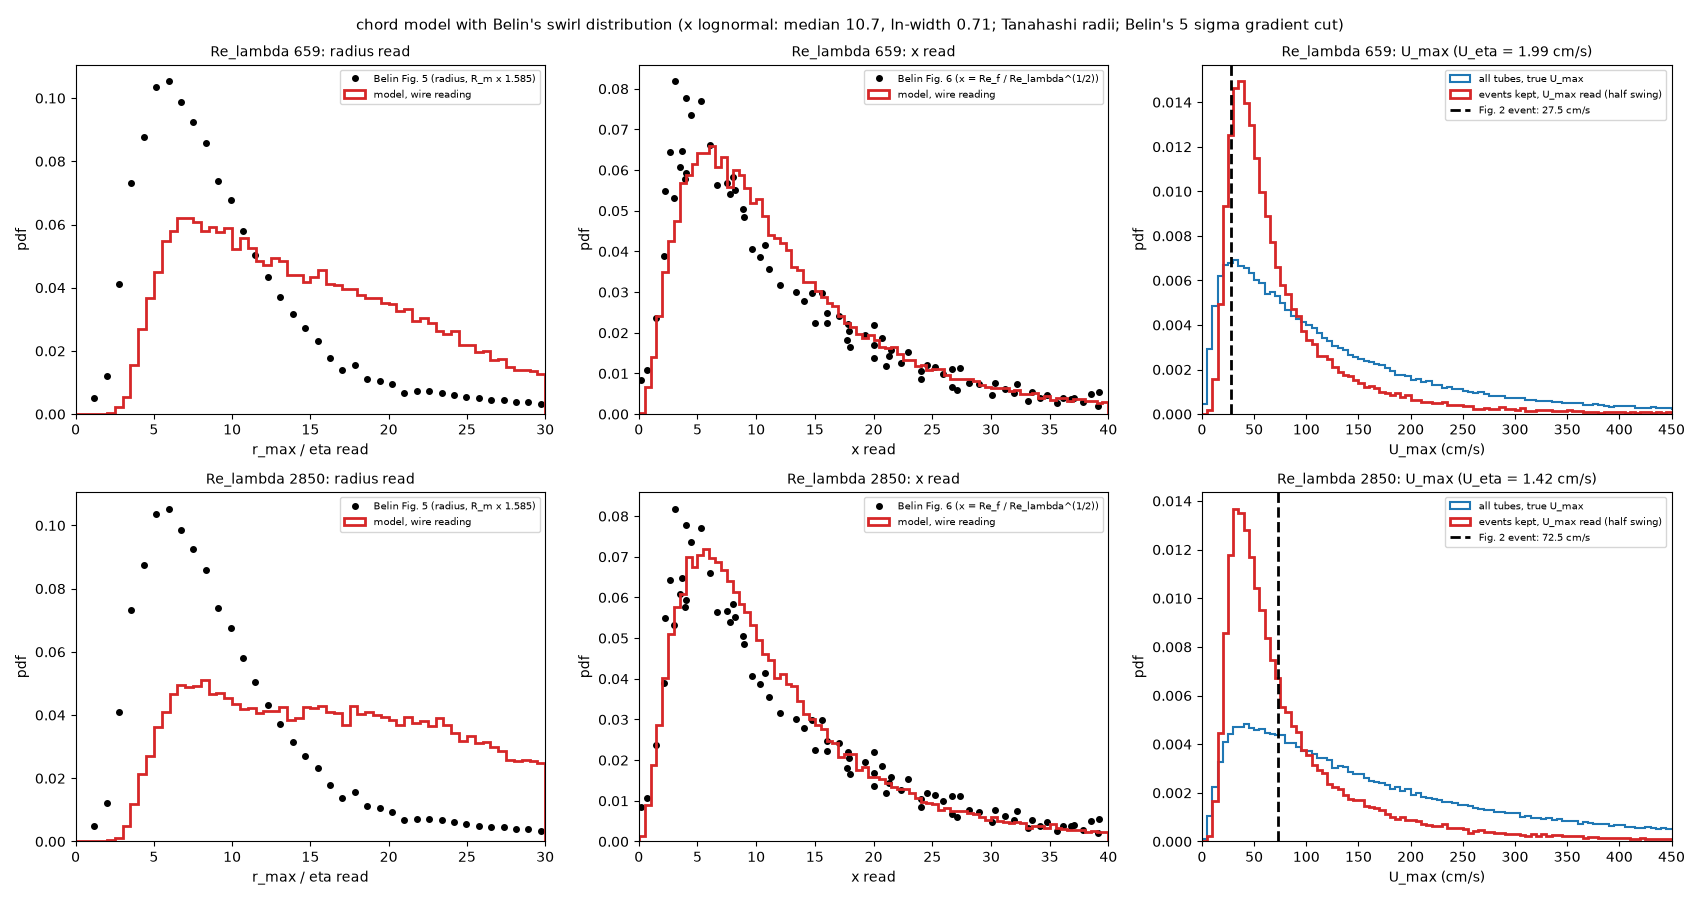 chord model with Belin's swirl distribution (x lognormal: median 10.7, ln-width 0.71; Tanahashi radii; Belin's 5 sigma gradient cut)
Re_lambda 659: radius read
Belin Fig. 5 (radius, R_m x 1.585)
model, wire reading
pdf
0.10
0.08
0.06
0.04
0.02
0.00
0 5 10 15 20 25 30
r_max / eta read
Re_lambda 659: x read
Belin Fig. 6 (x = Re_f / Re_lambda^(1/2))
model, wire reading
pdf
0.08
0.07
0.06
0.05
0.04
0.03
0.02
0.01
0.00
0 5 10 15 20 25 30 35 40
x read
Re_lambda 659: U_max (U_eta = 1.99 cm/s)
all tubes, true U_max
events kept, U_max read (half swing)
Fig. 2 event: 27.5 cm/s
pdf
0.014
0.012
0.010
0.008
0.006
0.004
0.002
0.000
0 50 100 150 200 250 300 350 400 450
U_max (cm/s)
Re_lambda 2850: radius read
Belin Fig. 5 (radius, R_m x 1.585)
model, wire reading
pdf
0.10
0.08
0.06
0.04
0.02
0.00
0 5 10 15 20 25 30
r_max / eta read
Re_lambda 2850: x read
Belin Fig. 6 (x = Re_f / Re_lambda^(1/2))
model, wire reading
pdf
0.08
0.07
0.06
0.05
0.04
0.03
0.02
0.01
0.00
0 5 10 15 20 25 30 35 40
x read
Re_lambda 2850: U_max (U_eta = 1.42 cm/s)
all tubes, true U_max
events kept, U_max read (half swing)
Fig. 2 event: 72.5 cm/s
pdf
0.014
0.012
0.010
0.008
0.006
0.004
0.002
0.000
0 50 100 150 200 250 300 350 400 450
U_max (cm/s)